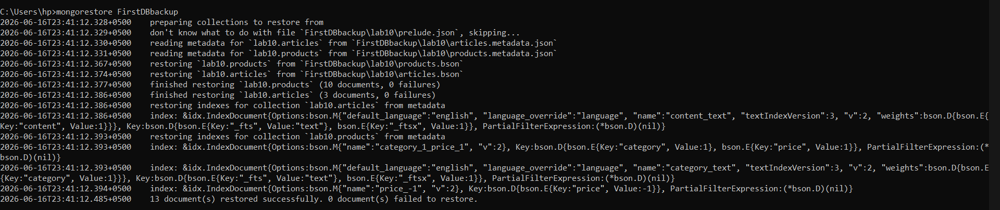 C:\Users\hp>mongorestore FirstDBbackup
2026-06-16T23:41:12.328+0500    preparing collections to restore from
2026-06-16T23:41:12.329+0500    don't know what to do with file `FirstDBbackup\lab10\prelude.json`, skipping...
2026-06-16T23:41:12.330+0500    reading metadata for `lab10.articles` from `FirstDBbackup\lab10\articles.metadata.json`
2026-06-16T23:41:12.331+0500    reading metadata for `lab10.products` from `FirstDBbackup\lab10\products.metadata.json`
2026-06-16T23:41:12.367+0500    restoring `lab10.products` from `FirstDBbackup\lab10\products.bson`
2026-06-16T23:41:12.374+0500    restoring `lab10.articles` from `FirstDBbackup\lab10\articles.bson`
2026-06-16T23:41:12.377+0500    finished restoring `lab10.products` (10 documents, 0 failures)
2026-06-16T23:41:12.386+0500    finished restoring `lab10.articles` (3 documents, 0 failures)
2026-06-16T23:41:12.386+0500    restoring indexes for collection `lab10.articles` from metadata
2026-06-16T23:41:12.386+0500    index: &idx.IndexDocument{Options:bson.M{"default_language":"english", "language_override":"language", "name":"content_text", "textIndexVersion":3, "v":2, "weights":bson.D{bson.E{
Key:"content", Value:1}}}, Key:bson.D{bson.E{Key:"_fts", Value:"text"}, bson.E{Key:"_ftsx", Value:1}}, PartialFilterExpression:(*bson.D)(nil)}
2026-06-16T23:41:12.393+0500    restoring indexes for collection `lab10.products` from metadata
2026-06-16T23:41:12.393+0500    index: &idx.IndexDocument{Options:bson.M{"name":"category_1_price_1", "v":2}, Key:bson.D{bson.E{Key:"category", Value:1}, bson.E{Key:"price", Value:1}}, PartialFilterExpression:(*
bson.D)(nil)}
2026-06-16T23:41:12.393+0500    index: &idx.IndexDocument{Options:bson.M{"default_language":"english", "language_override":"language", "name":"category_text", "textIndexVersion":3, "v":2, "weights":bson.D{bson.E
{Key:"category", Value:1}}}, Key:bson.D{bson.E{Key:"_fts", Value:"text"}, bson.E{Key:"_ftsx", Value:1}}, PartialFilterExpression:(*bson.D)(nil)}
2026-06-16T23:41:12.394+0500    index: &idx.IndexDocument{Options:bson.M{"name":"price_-1", "v":2}, Key:bson.D{bson.E{Key:"price", Value:-1}}, PartialFilterExpression:(*bson.D)(nil)}
2026-06-16T23:41:12.485+0500    13 document(s) restored successfully. 0 document(s) failed to restore.